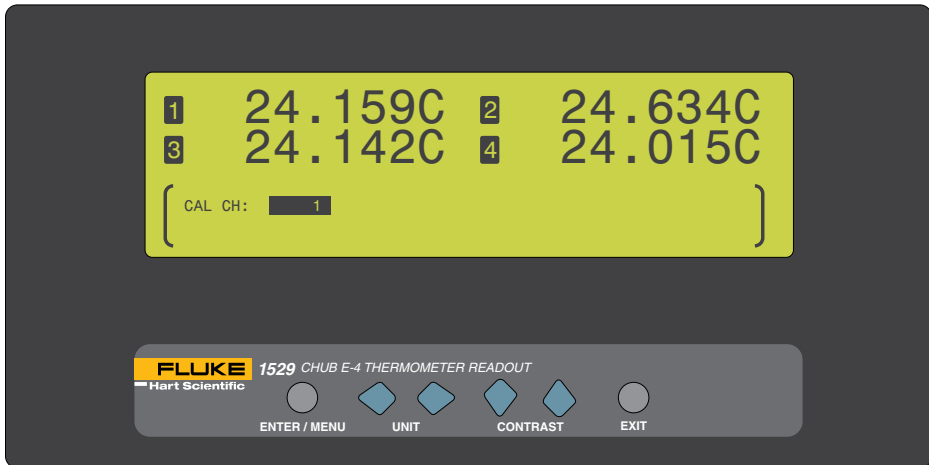 1 24.159C 2 24.634C
3 24.142C 4 24.015C
CAL CH: 1
FLUKE 1529 CHUB E-4 THERMOMETER READOUT
Hart Scientific
ENTER / MENU UNIT CONTRAST EXIT